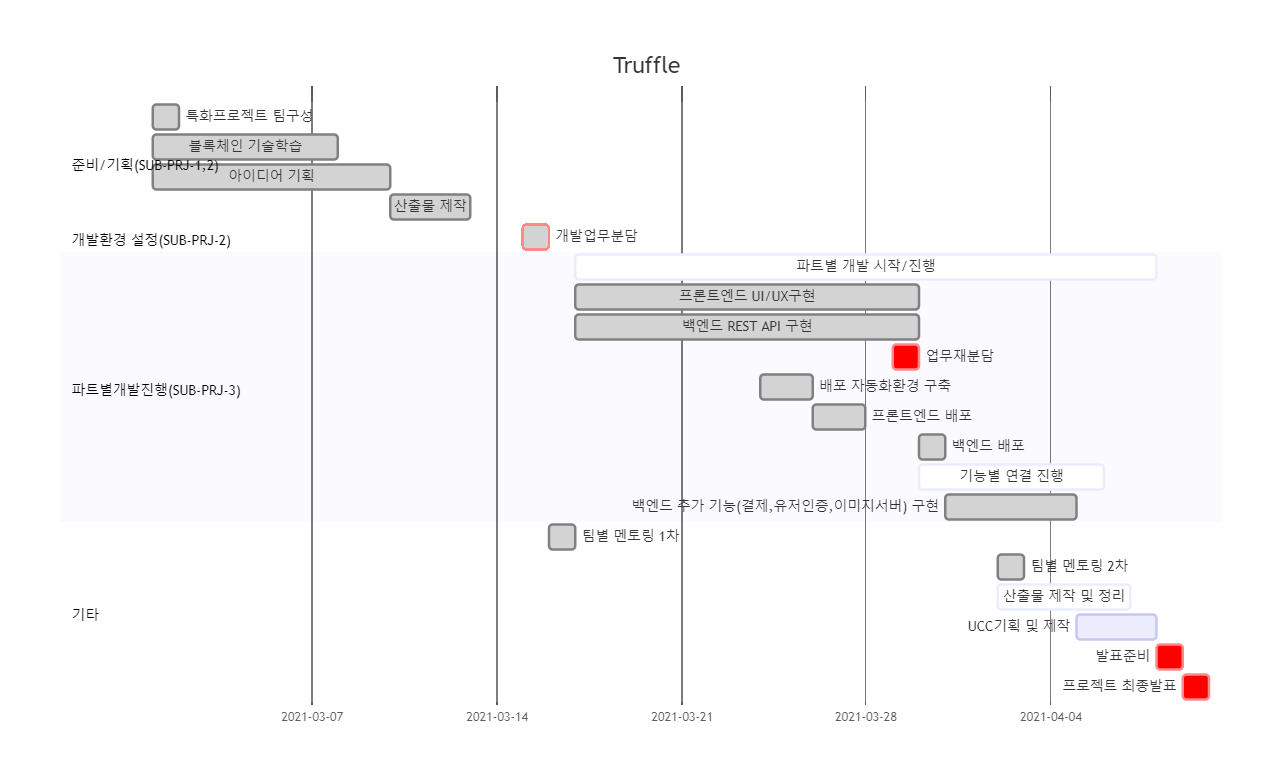 Truffle
특화프로젝트 팀구성
블록체인 기술학습
준비/기획(SUB-PRJ-1,2)
아이디어 기획
산출물 제작
개발환경 설정(SUB-PRJ-2)
개발업무분담
파트별 개발 시작/진행
프론트엔드 UI/UX구현
백엔드 REST API 구현
업무재분담
파트별개발진행(SUB-PRJ-3)
배포 자동화환경 구축
프론트엔드 배포
백엔드 배포
기능별 연결 진행
백엔드 추가 기능(결제,유저인증,이미지서버) 구현
팀별 멘토링 1차
팀별 멘토링 2차
산출물 제작 및 정리
기타
UCC기획 및 제작
발표준비
프로젝트 최종발표
2021-03-07
2021-03-14
2021-03-21
2021-03-28
2021-04-04